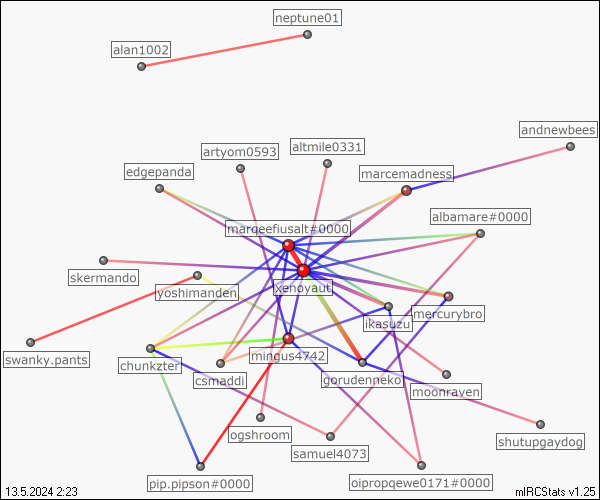 neptune01
alan1002
andnewbees
artyom0593
altmile0331
edgepanda
marcemadness
albamare#0000
marqeefiusalt#0000
skermando
xenoyaut
yoshimanden
mercurybro
ikasuzu
swanky.pants
mingus4742
chunkzter
csmaddi
gorudenneko
moonraven
ogshroom
shutupgaydog
samuel4073
oipropqewe0171#0000
pip.pipson#0000
13.5.2024 2:23
mIRCStats v1.25